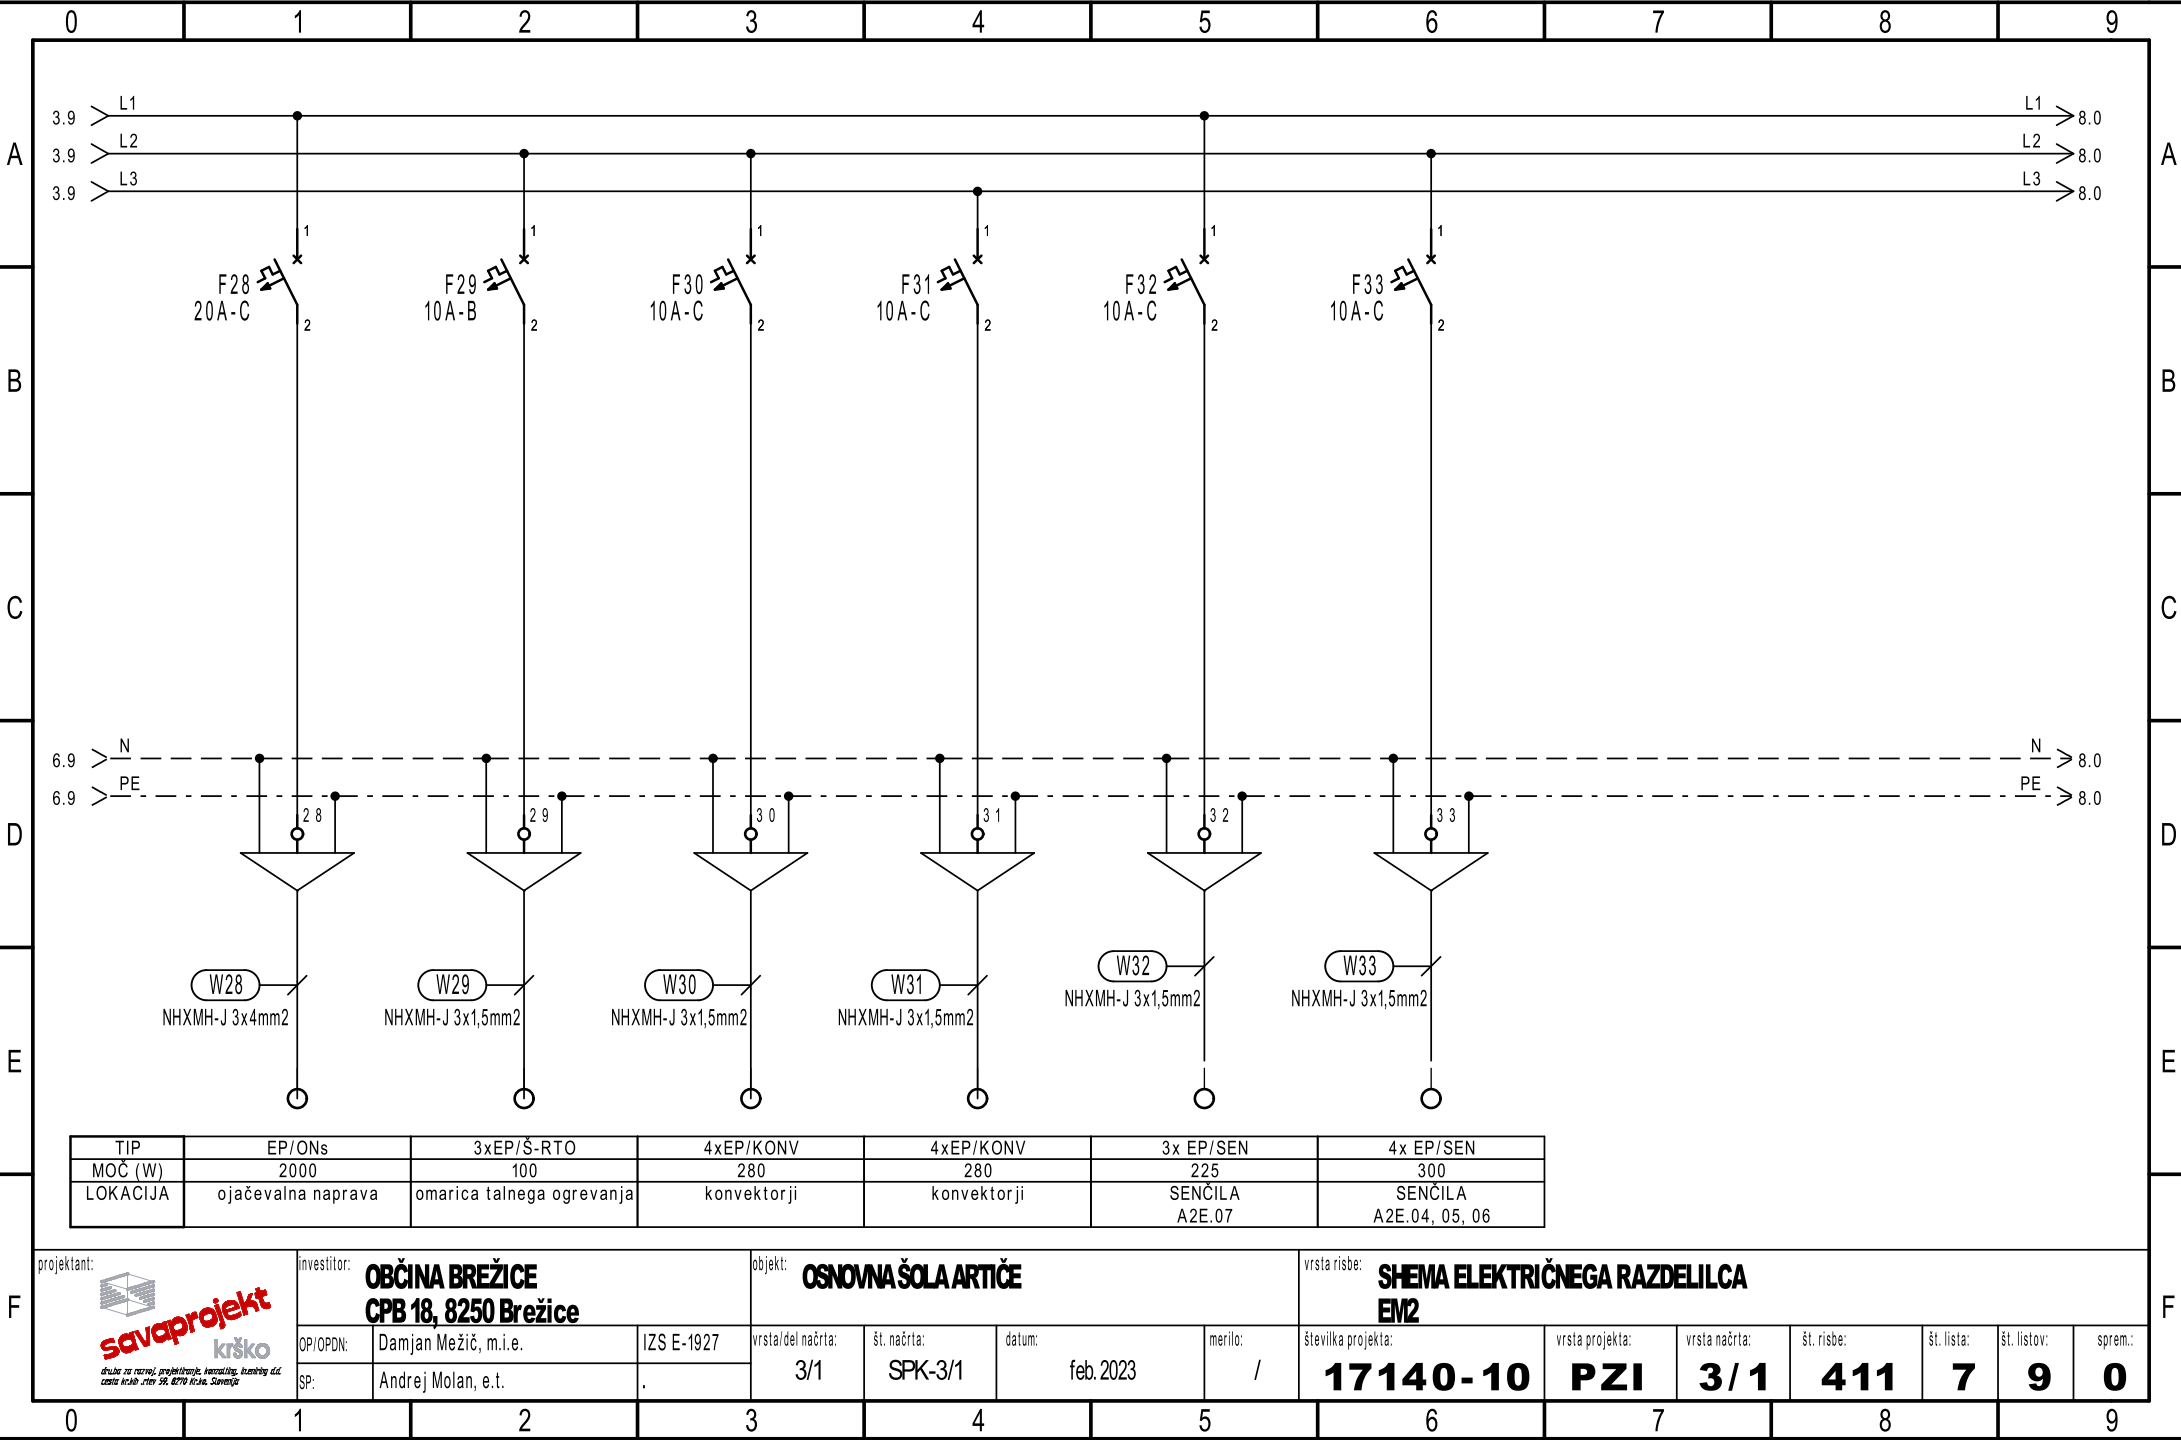 0 1 2 3 4 5 6 7 8 9
3.9 L1 L1 8.0
A 3.9 L2 L2 8.0 A
3.9 L3 L3 8.0
1 1 1 1 1 1
F28 F29 F30 F31 F32 F33
20A-C 10A-B 10A-C 10A-C 10A-C 10A-C
2 2 2 2 2 2
B B
C C
6.9 N N 8.0
6.9 PE PE 8.0
28 29 30 31 32 33
D D
W32 W33
NHXMH-J 3x1,5mm2 NHXMH-J 3x1,5mm2
W28 W29 W30 W31
NHXMH-J 3x4mm2 NHXMH-J 3x1,5mm2 NHXMH-J 3x1,5mm2 NHXMH-J 3x1,5mm2
E E
TIP EP/ONs 3xEP/Š-RTO 4xEP/KONV 4xEP/KONV 3x EP/SEN 4x EP/SEN
MOČ (W) 2000 100 280 280 225 300
LOKACIJA ojačevalna naprava omarica talnega ogrevanja konvektorji konvektorji SENČILA SENČILA
A2E.07 A2E.04, 05, 06
projektant: investitor: OBČINA BREŽICE objekt: OSNOVNA ŠOLA ARTIČE vrsta risbe: SHEMA ELEKTRIČNEGA RAZDELILCA
CPB 18, 8250 Brežice EM2
F F
savaprojekt
krško
OP/OPDN: Damjan Mežič, m.i.e. IZS E-1927 vrsta/del načrta: št. načrta: datum: merilo: številka projekta: vrsta projekta: vrsta načrta: št. risbe: št. lista: št. listov: sprem.:
3/1 SPK-3/1 feb. 2023 / 17140-10 PZI 3/1 411 7 9 0
SP: Andrej Molan, e.t. .
0 1 2 3 4 5 6 7 8 9